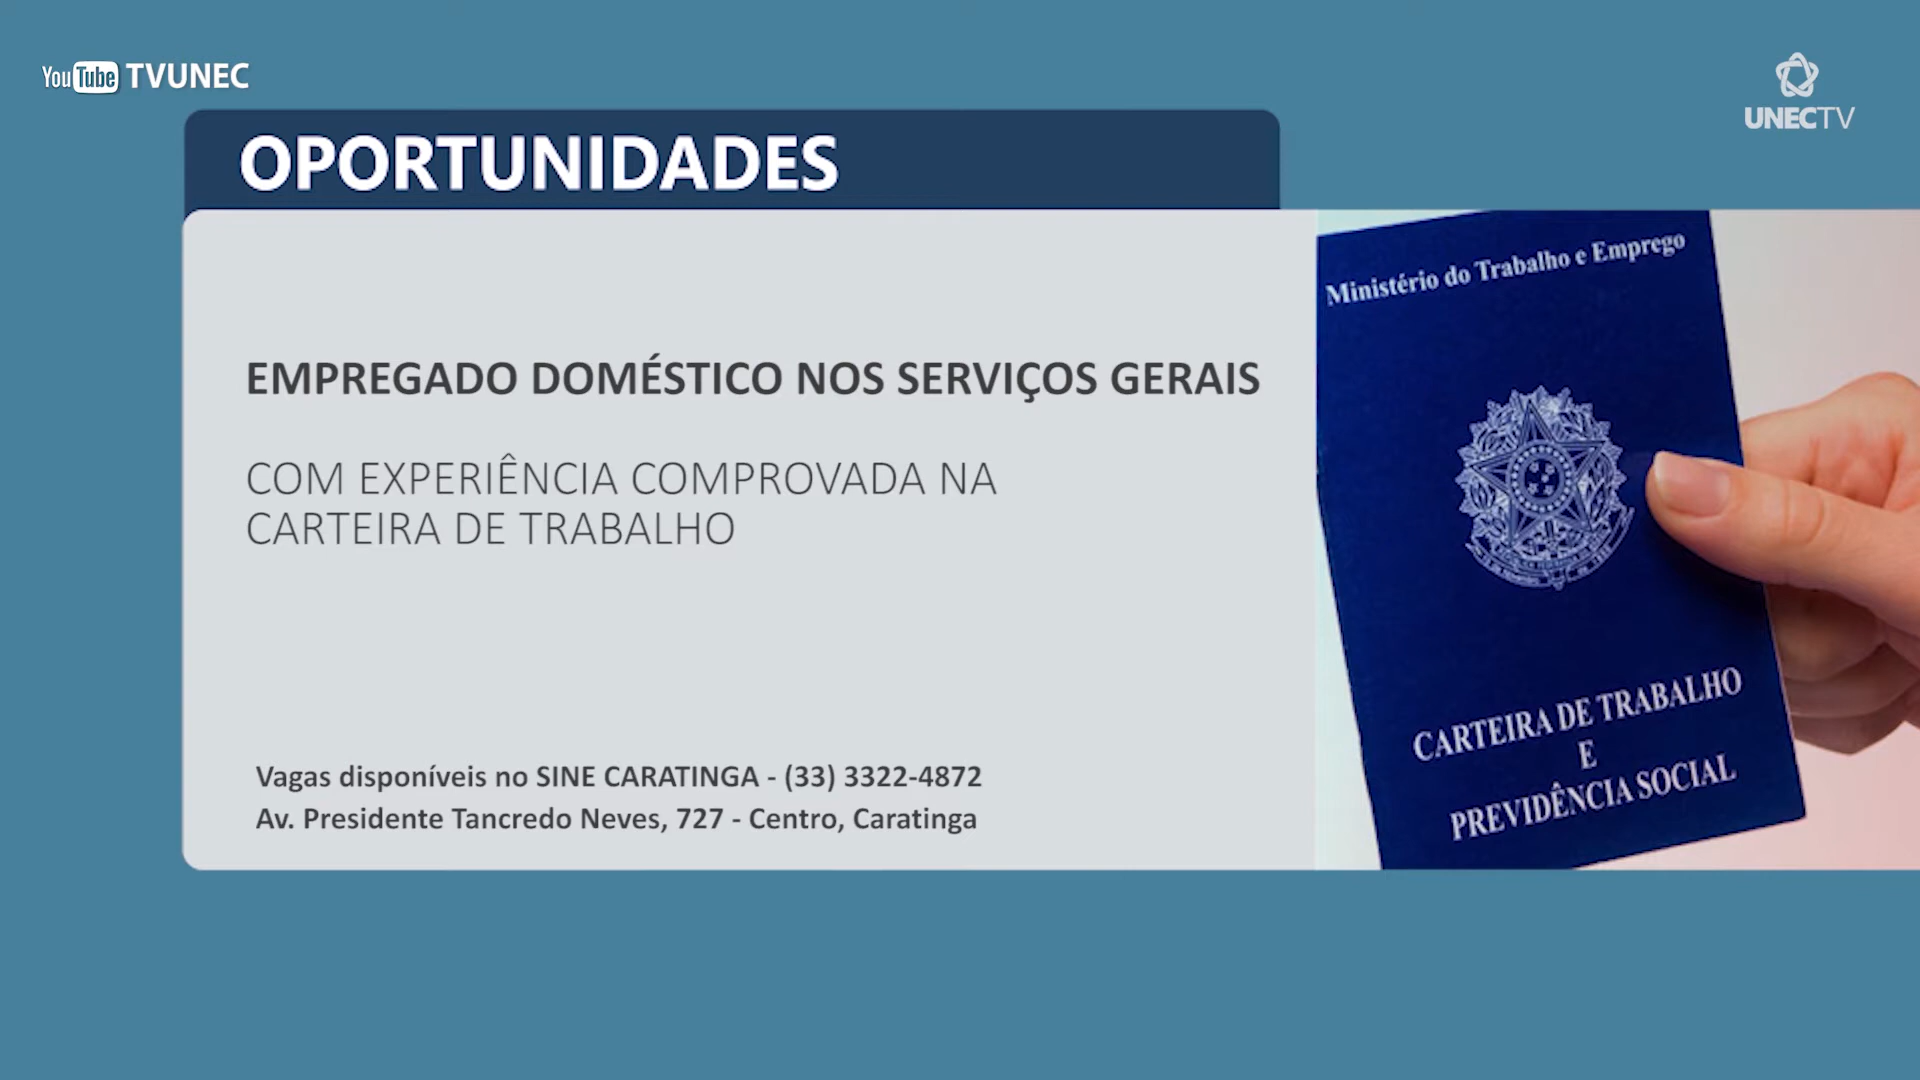 YouTube TVUNEC
UNECTV
OPORTUNIDADES
EMPREGADO DOMÉSTICO NOS SERVIÇOS GERAIS
COM EXPERIÊNCIA COMPROVADA NA
CARTEIRA DE TRABALHO
Vagas disponíveis no SINE CARATINGA - (33) 3322-4872
Av. Presidente Tancredo Neves, 727 - Centro, Caratinga
Ministério do Trabalho e Emprego
CARTEIRA DE TRABALHO
E
PREVIDÊNCIA SOCIAL